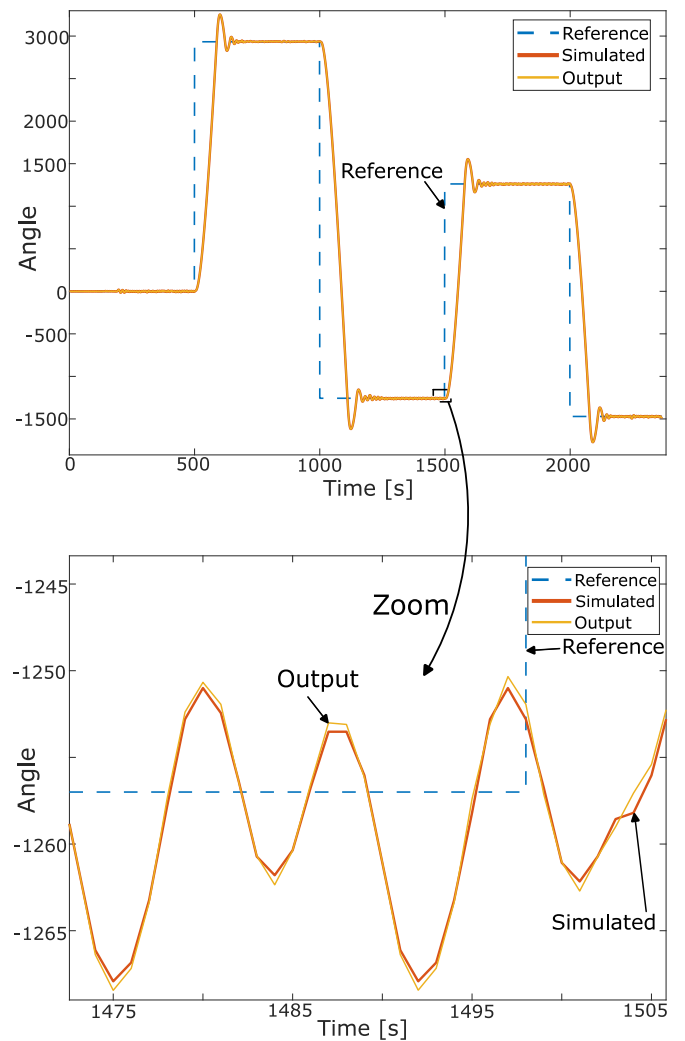 3000
2000
1500
0
-500
-1500
Angle
Reference
Simulated
Output
Reference
0
500
1000
1500
2000
Time [s]
Zoom
-1245
-1250
-1260
-1265
Angle
Reference
Simulated
Output
Reference
Output
Simulated
1475
1485
1495
1505
Time [s]